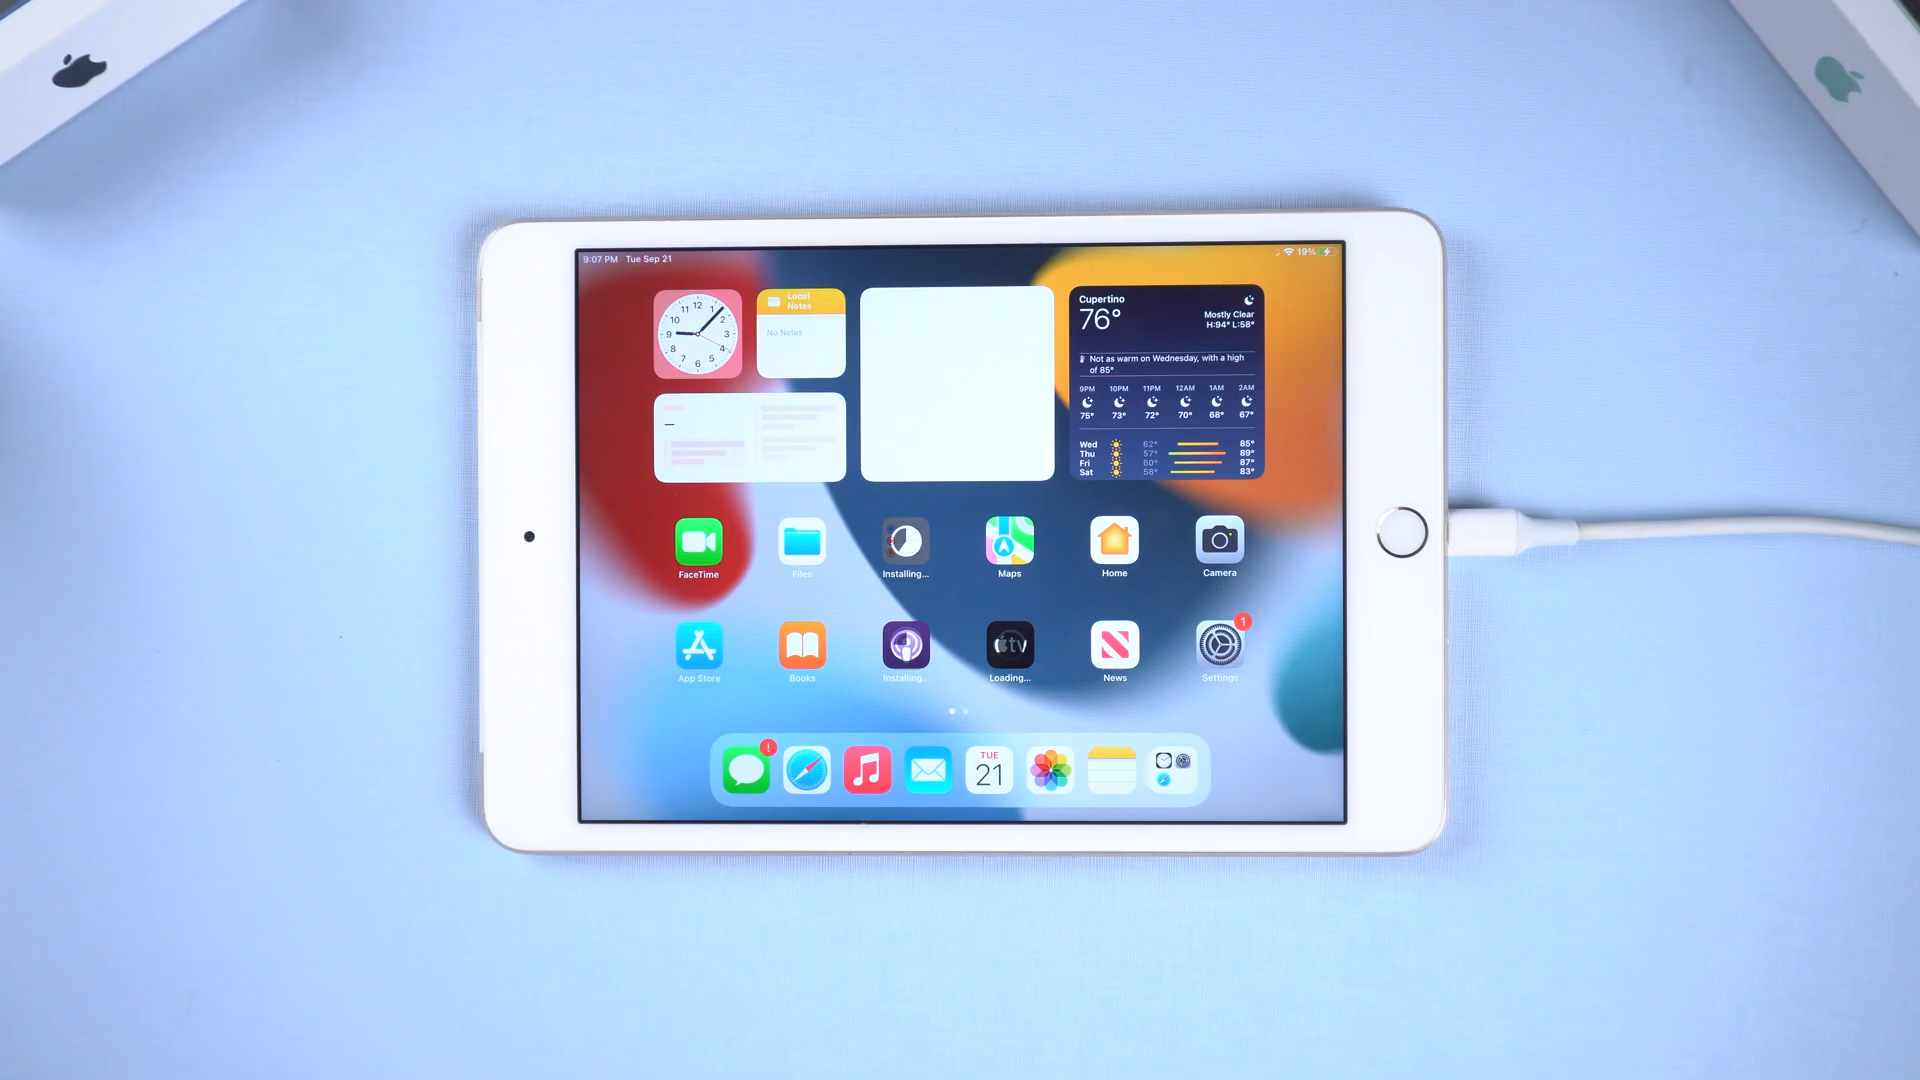 9:07 PM Tue Sep 21
19%
12
1
2
3
4
5
6
7
8
9
10
11
Local
Notes
No Notes
Cupertino
76°
Mostly Clear
H:94° L:58°
Not as warm on Wednesday, with a high
of 85°
9PM 10PM 11PM 12AM 1AM 2AM
75° 73° 72° 70° 68° 67°
Wed 62° 85°
Thu 57° 89°
Fri 60° 87°
Sat 58° 83°
FaceTime
Files
Installing...
Maps
Home
Camera
tv
1
App Store
Books
Installing...
Loading...
News
Settings
!
TUE
21